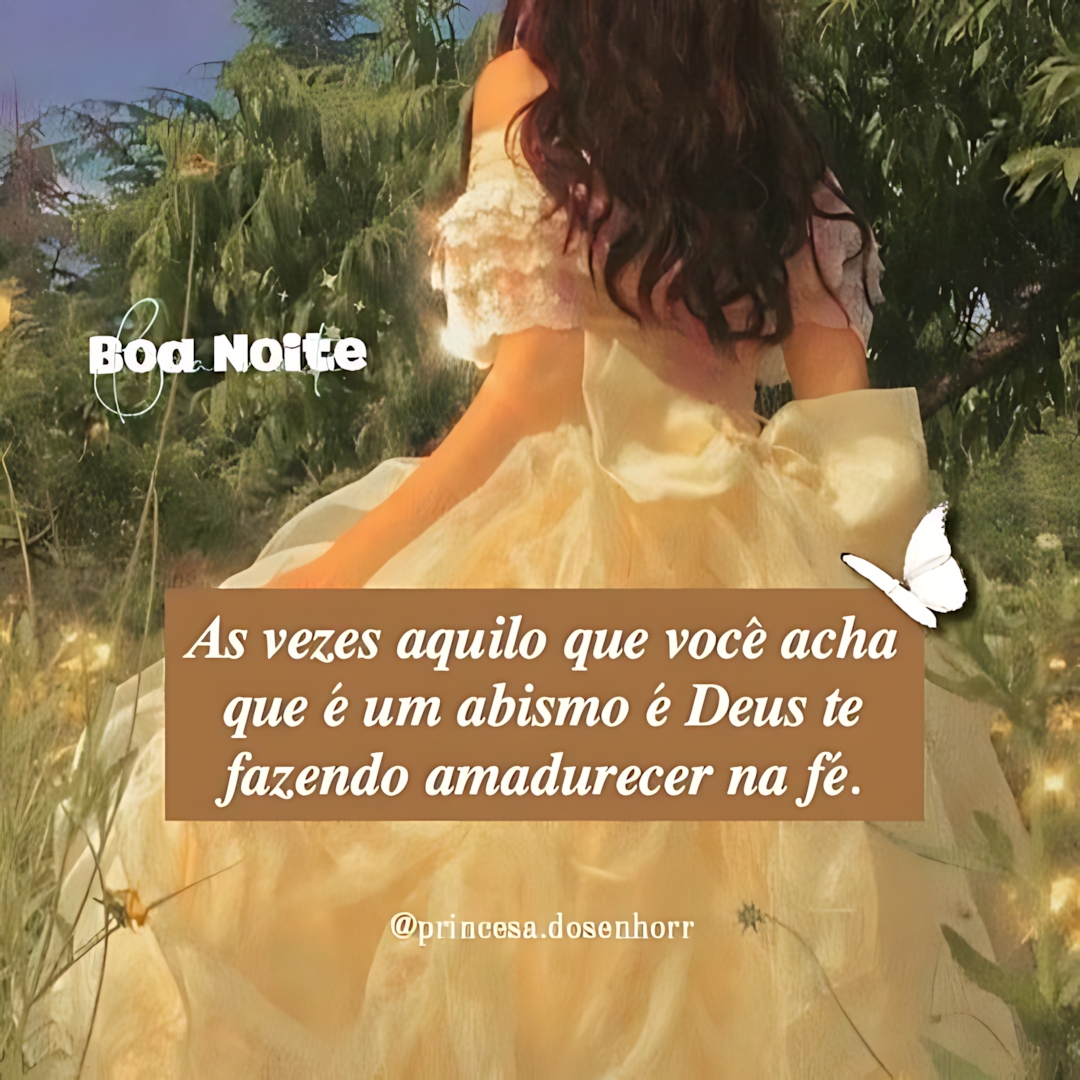 Boa Noite
As vezes aquilo que você acha
que é um abismo é Deus te
fazendo amadurecer na fé.
@princesa.dosenhorr